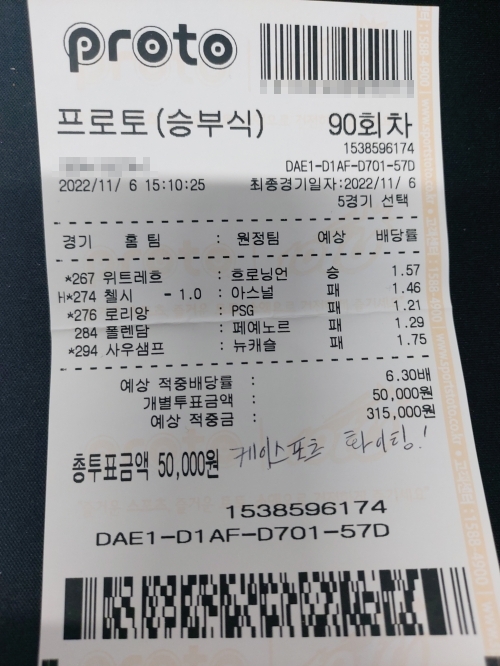 proto
프로토(승부식) 90회차
1538596174
DAE1-D1AF-D701-57D
2022/11/ 6 15:10:25 최종경기일자:2022/11/ 6
5경기 선택
경기 홈 팀 : 원정팀 예상 배당률
*267 위트레흐 : 흐로닝언 승 1.57
H*274 첼시 - 1.0 : 아스널 패 1.46
*276 로리앙 : PSG 패 1.21
284 폴렌담 : 페예노르 패 1.29
*294 사우샘프 : 뉴캐슬 패 1.75
예상 적중배당률 : 6.30배
개별투표금액 : 50,000원
예상 적중금 : 315,000원
총투표금액 50,000원 케이스포츠 화이팅!
1538596174
DAE1-D1AF-D701-57D